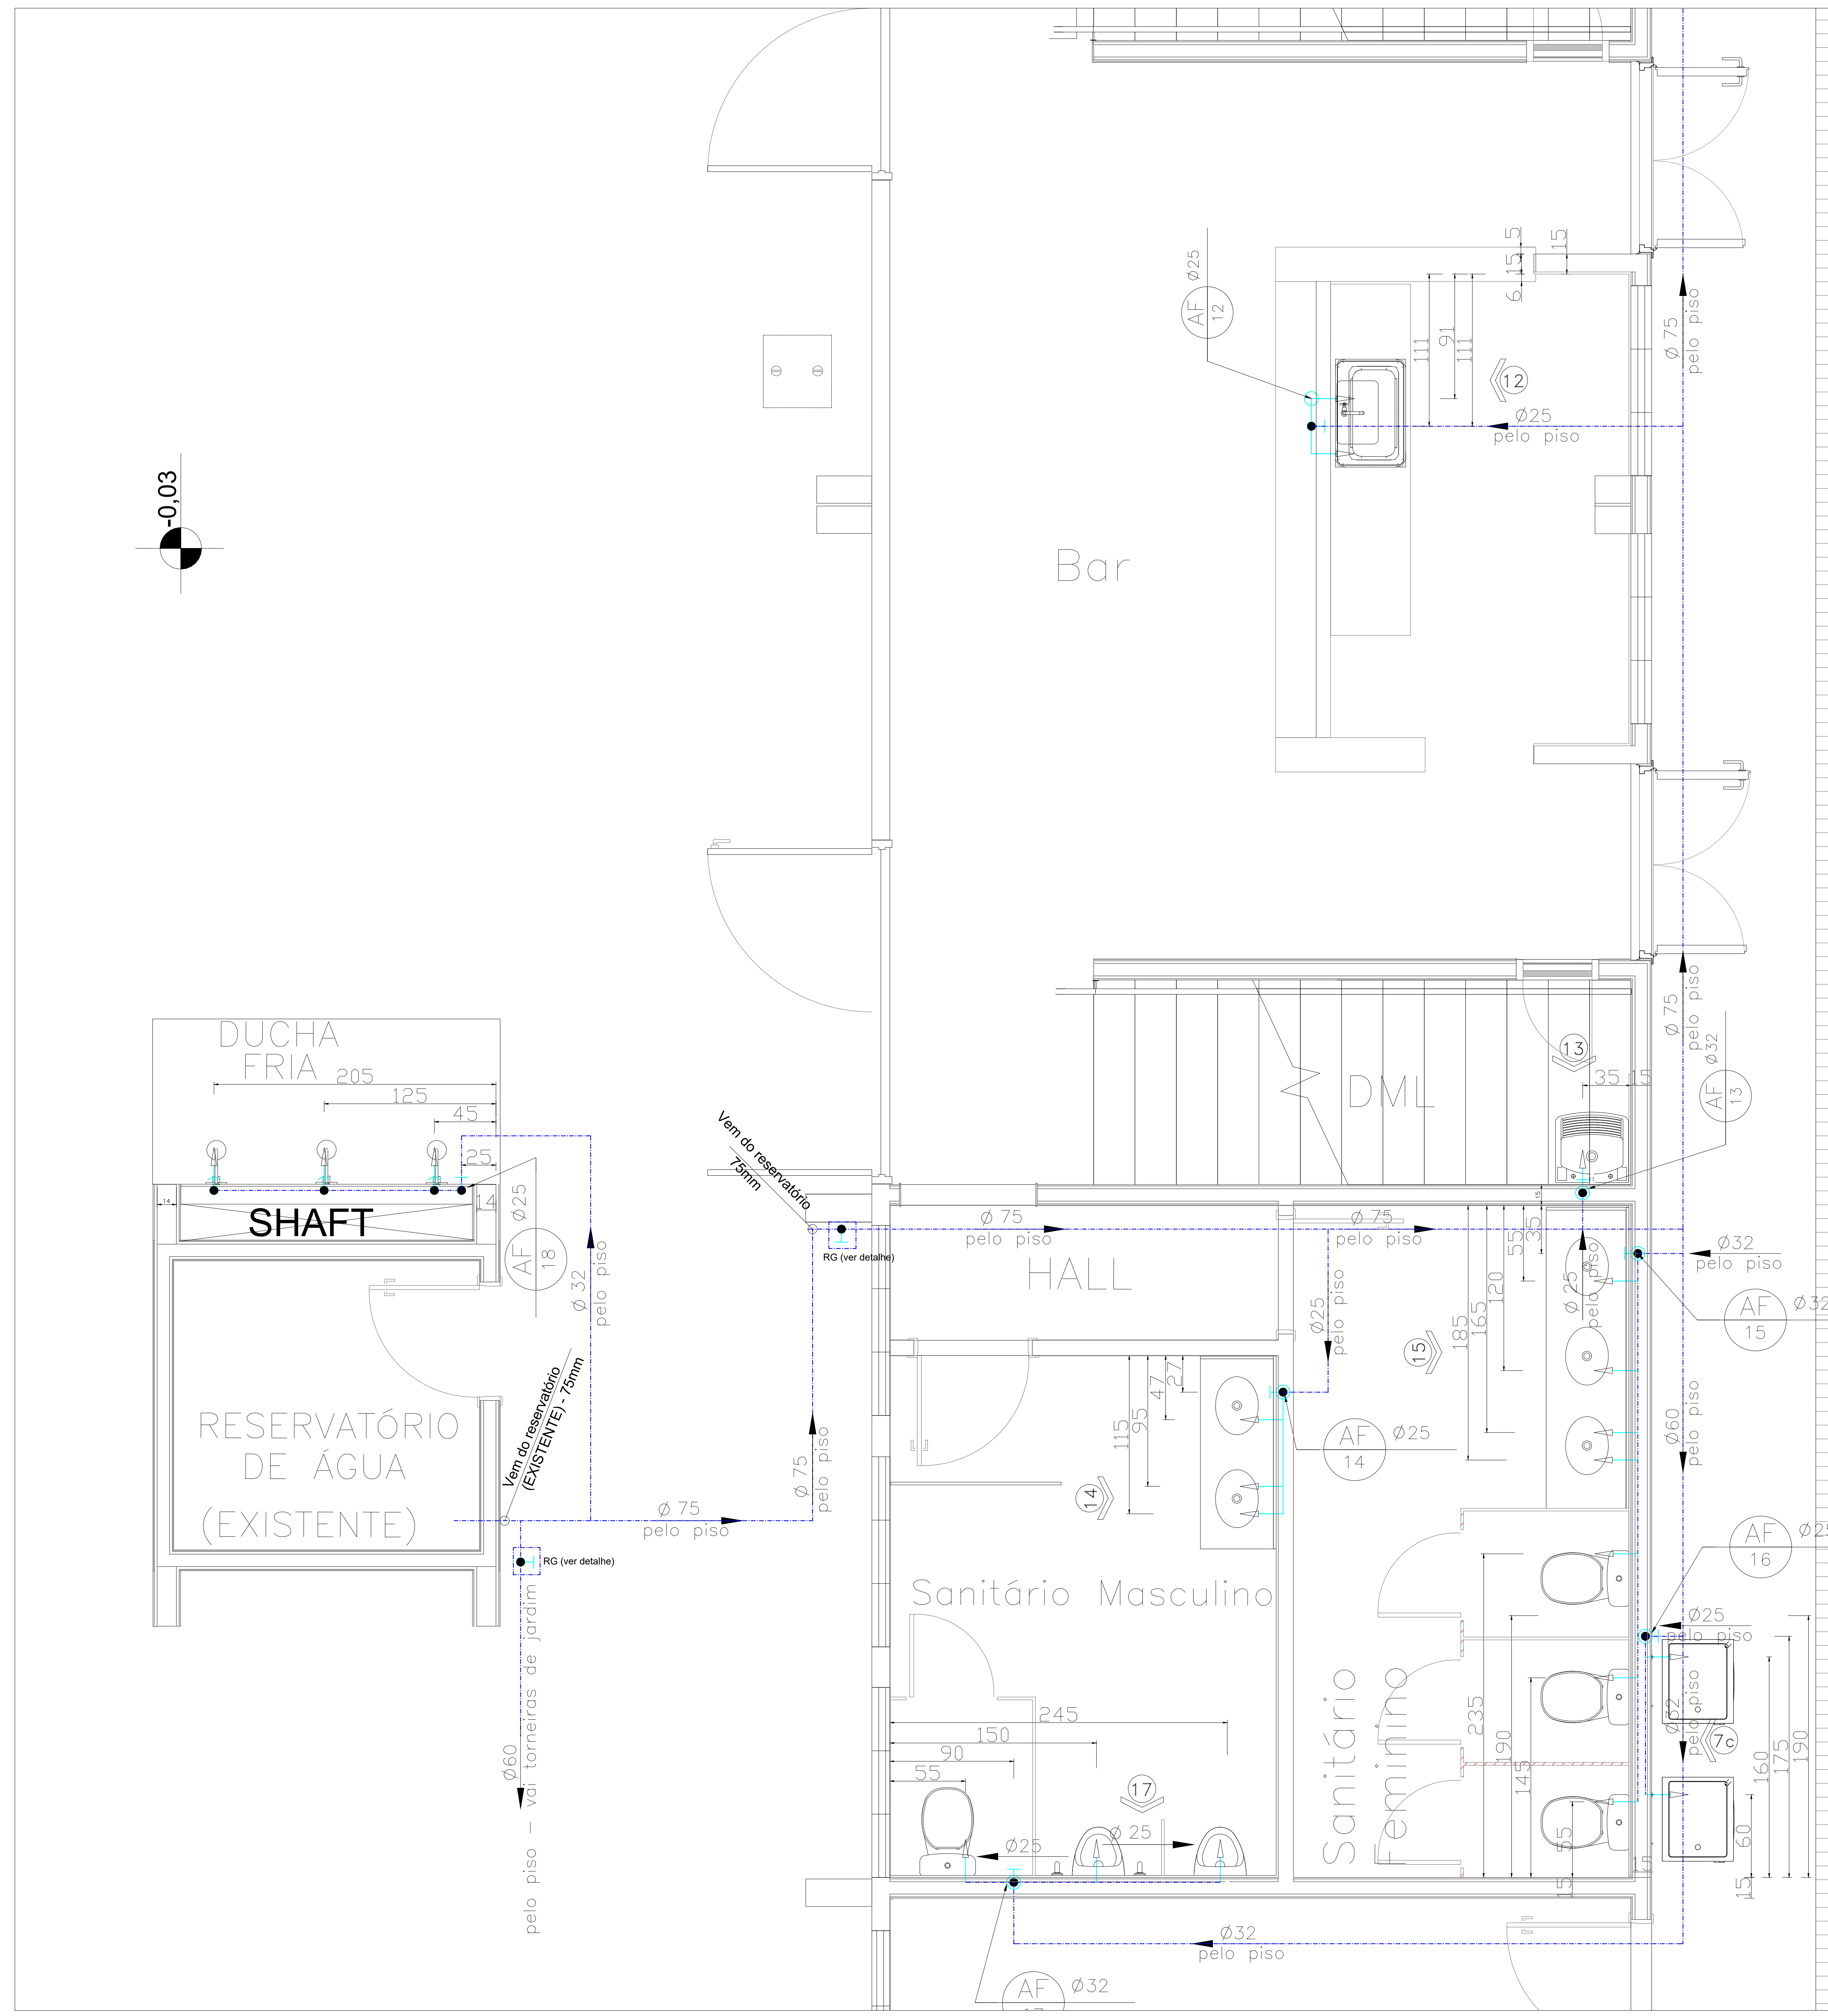 5
15
15
6
Ø25
AF
12
111
91
111
12
Ø 75
pelo piso
Ø25
pelo piso
-0,03
Bar
DUCHA
FRIA
205
125
45
25
14
14
SHAFT
Ø25
AF
18
Ø 32
pelo piso
RESERVATÓRIO
DE ÁGUA
(EXISTENTE)
Vem do reservatório
(EXISTENTE) - 75mm
Vem do reservatório
75mm
RG (ver detalhe)
Ø 75
pelo piso
Ø 75
pelo piso
RG (ver detalhe)
Ø60
pelo piso – vai torneiras de jardim
DML
13
35
15
Ø 75
pelo piso
Ø32
AF
13
15
Ø 75
pelo piso
Ø 75
pelo piso
HALL
Ø25
pelo piso
55
35
120
165
185
15
Ø 25
pelo piso
Ø32
pelo piso
AF
15
Ø32
Ø60
pelo piso
27
47
95
115
14
AF
14
Ø25
Sanitário Masculino
245
150
90
55
17
Ø25
Ø 25
Sanitário
Feminino
235
190
145
55
15
15
AF
16
Ø25
Ø25
pelo piso
Ø32
pelo piso
7c
160
175
190
60
15
Ø32
pelo piso
AF
Ø32